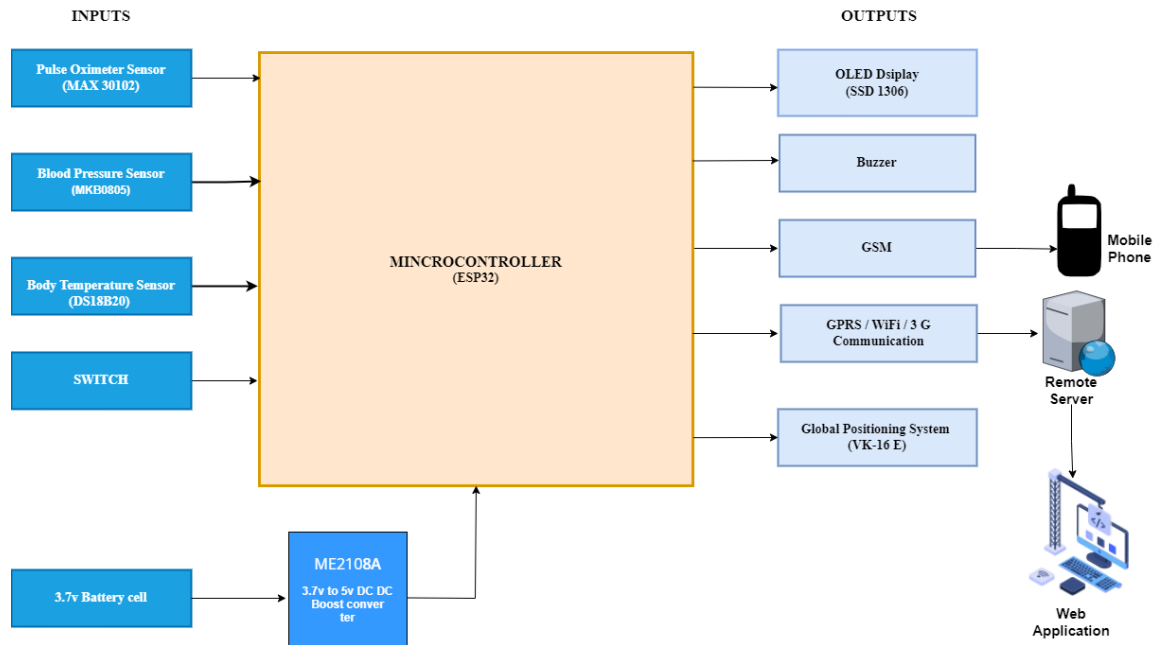 INPUTS
OUTPUTS
Pulse Oximeter Sensor
(MAX 30102)
Blood Pressure Sensor
(MKB0805)
Body Temperature Sensor
(DS18B20)
SWITCH
3.7v Battery cell
ME2108A
3.7v to 5v DC DC
Boost conver
ter
MINCROCONTROLLER
(ESP32)
OLED Dsiplay
(SSD 1306)
Buzzer
GSM
GPRS / WiFi / 3 G
Communication
Global Positioning System
(VK-16 E)
Mobile
Phone
Remote
Server
Web
Application